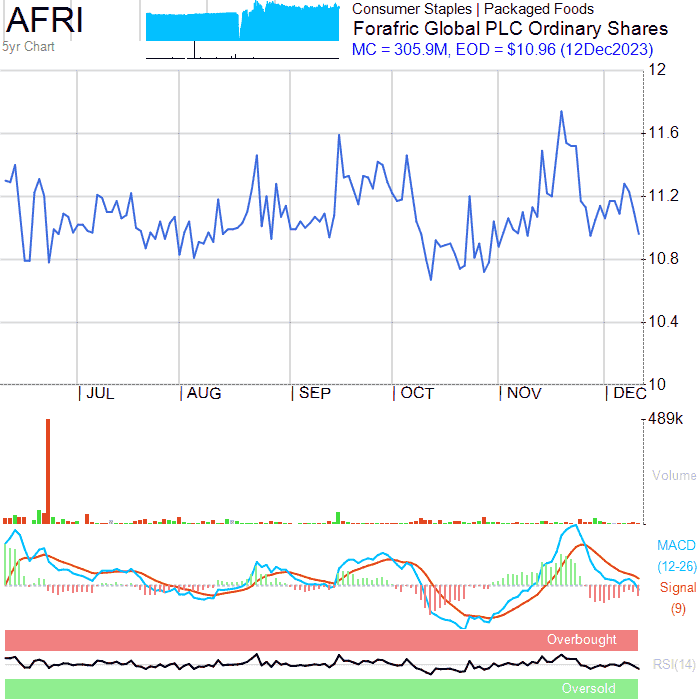 AFRI
5yr Chart
Consumer Staples | Packaged Foods
Forafric Global PLC Ordinary Shares
MC = 305.9M, EOD = $10.96 (12Dec2023)
12
11.6
11.2
10.8
10.4
10
| JUL | AUG | SEP | OCT | NOV | DEC
489k
Volume
MACD
(12-26)
Signal
(9)
Overbought
RSI(14)
Oversold